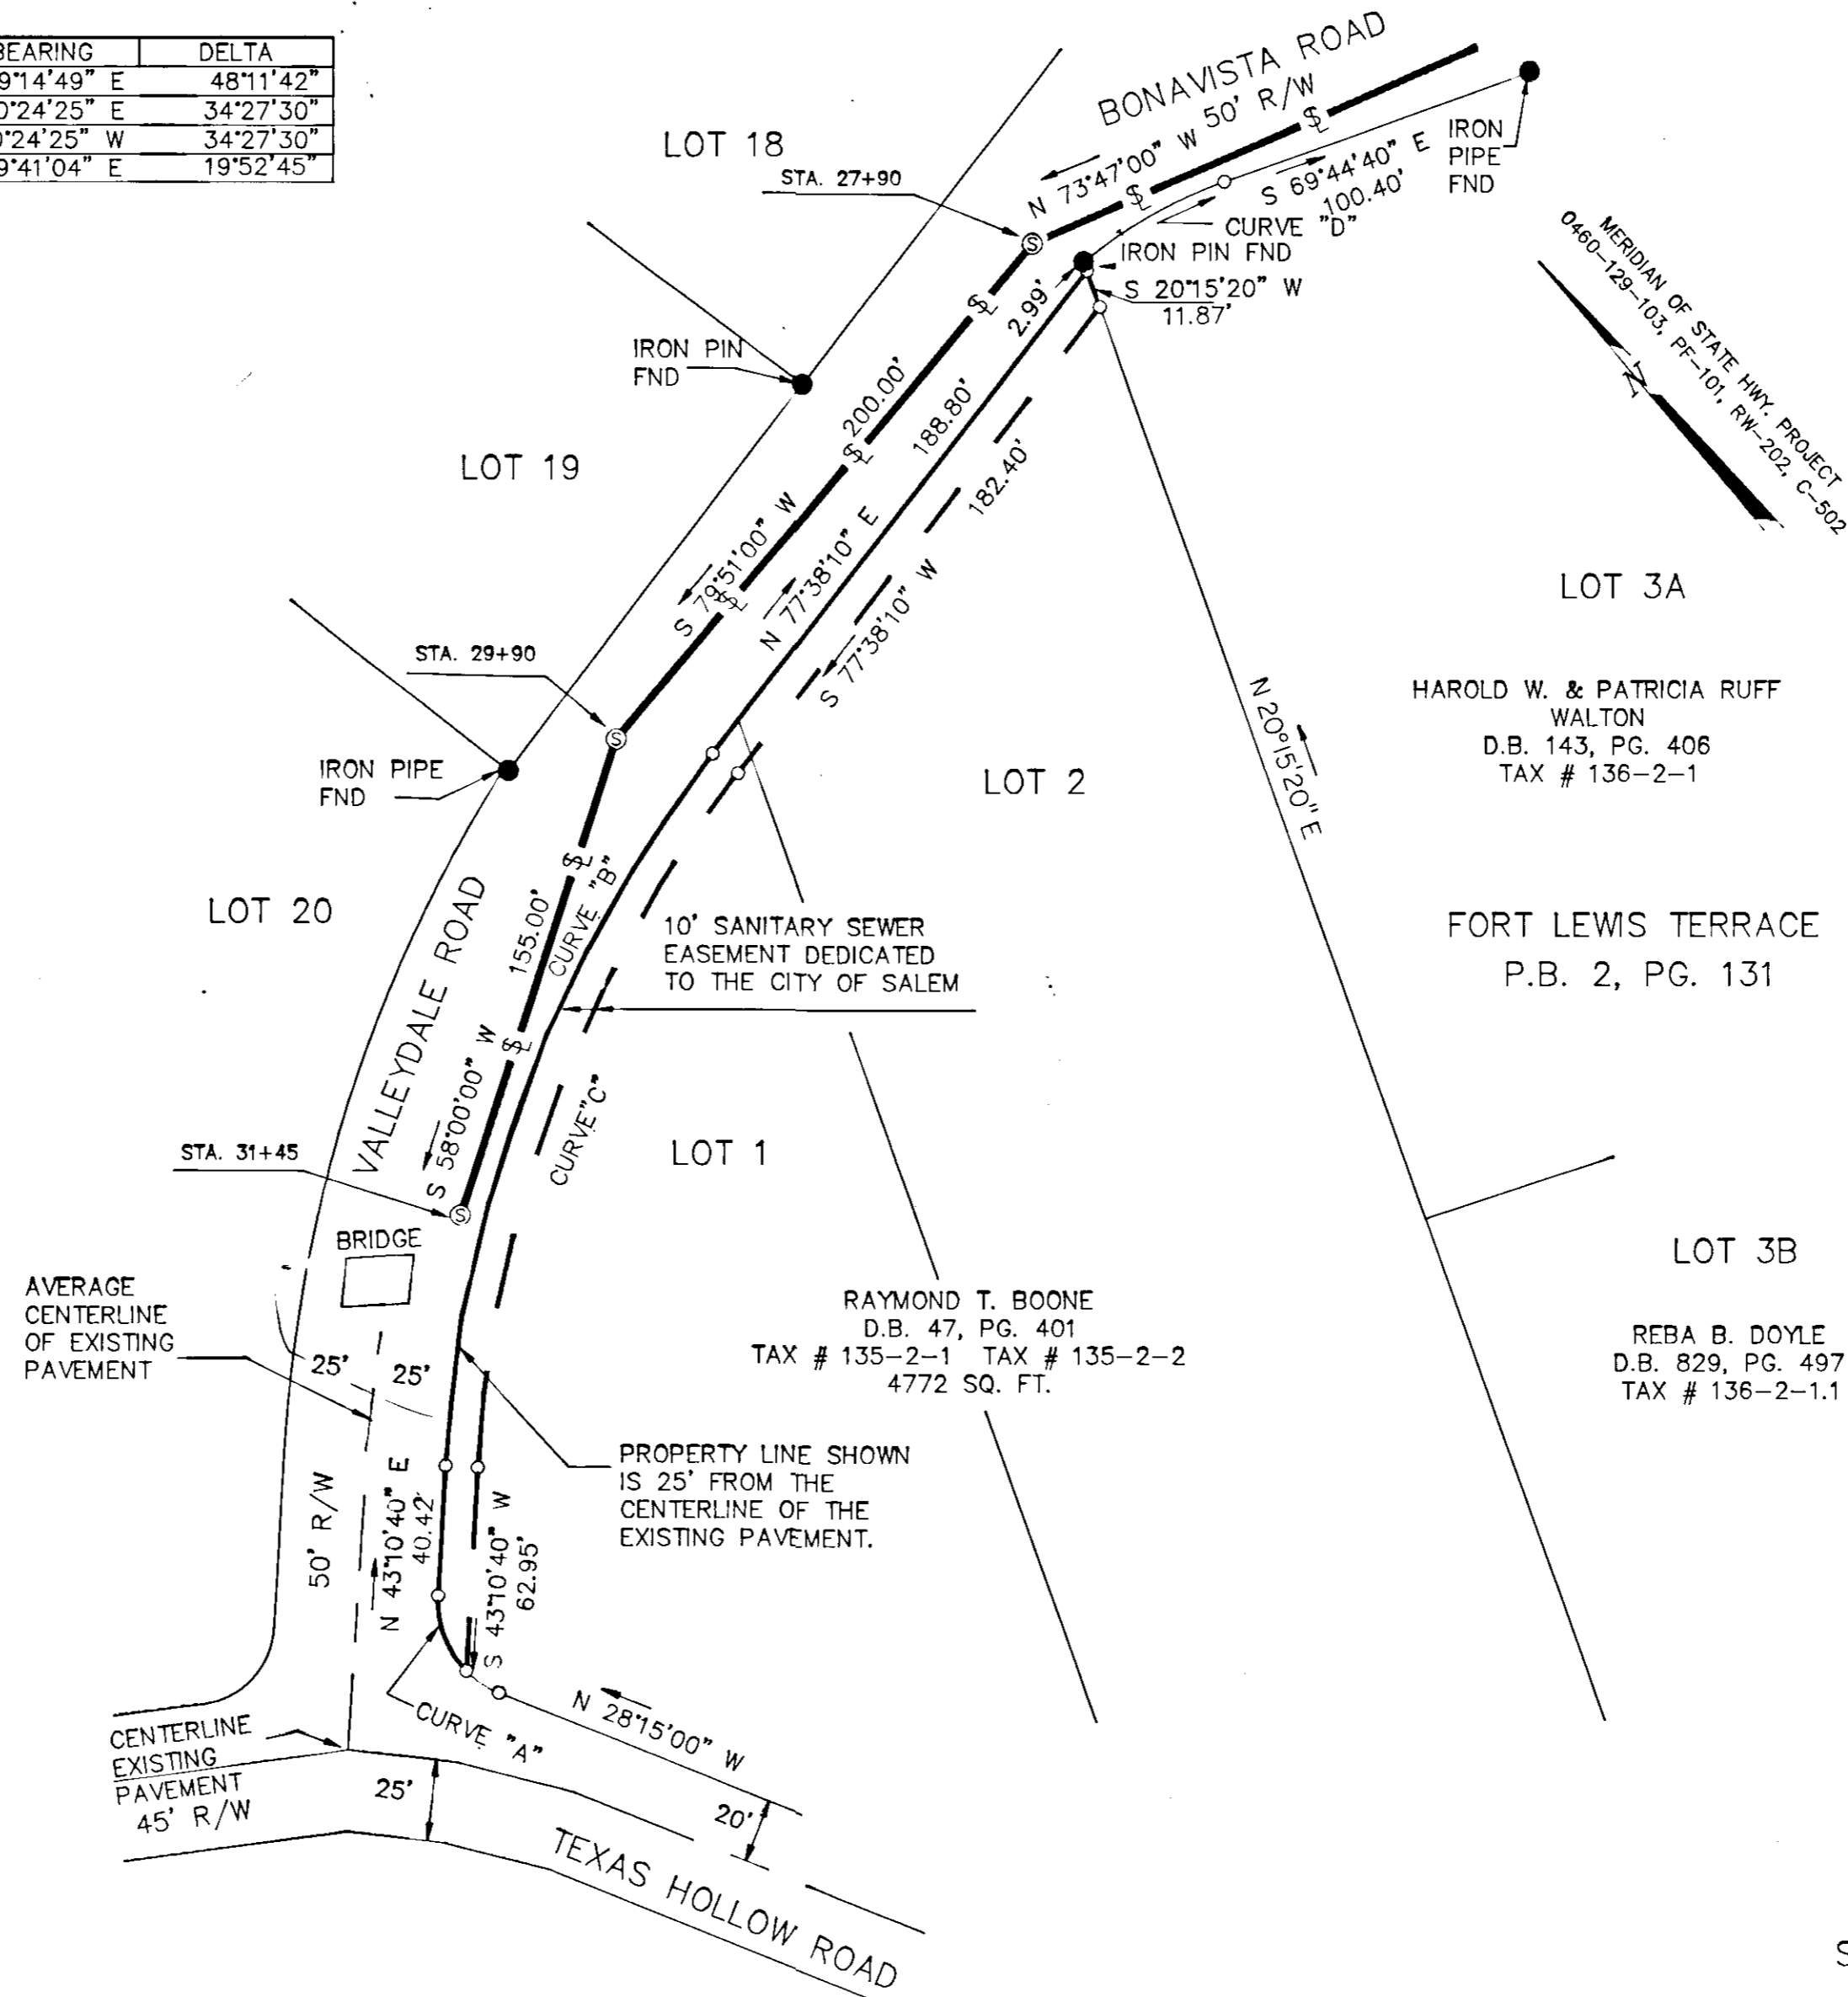 BEARING DELTA
9°14'49" E 48°11'42"
0°24'25" E 34°27'30"
0°24'25" W 34°27'30"
9°41'04" E 19°52'45"
BONAVISTA ROAD
50' R/W
N 73°47'00" W
LOT 18
STA. 27+90
S 69°44'40" E
100.40'
IRON
PIPE
FND
CURVE "D"
IRON PIN FND
S 20°15'20" W
11.87'
2.99'
MERIDIAN OF STATE HWY. PROJECT
0460-129-103, PF-101, RW-202, C-502
N
IRON PIN
FND
200.00'
188.80'
182.40'
LOT 19
S 79°51'00" W
N 77°38'10" E
S 77°38'10" W
LOT 3A
STA. 29+90
HAROLD W. & PATRICIA RUFF
WALTON
D.B. 143, PG. 406
TAX # 136-2-1
N 20°15'20" E
IRON PIPE
FND
LOT 2
LOT 20
VALLEYDALE ROAD
155.00'
CURVE "B"
10' SANITARY SEWER
EASEMENT DEDICATED
TO THE CITY OF SALEM
FORT LEWIS TERRACE
P.B. 2, PG. 131
S 58°00'00" W
CURVE "C"
STA. 31+45
LOT 1
BRIDGE
LOT 3B
AVERAGE
CENTERLINE
OF EXISTING
PAVEMENT
25' 25'
RAYMOND T. BOONE
D.B. 47, PG. 401
TAX # 135-2-1 TAX # 135-2-2
4772 SQ. FT.
REBA B. DOYLE
D.B. 829, PG. 497
TAX # 136-2-1.1
PROPERTY LINE SHOWN
IS 25' FROM THE
CENTERLINE OF THE
EXISTING PAVEMENT.
50' R/W
N 43°10'40" E
40.42'
S 43°10'40" W
62.95'
N 28°15'00" W
CURVE "A"
CENTERLINE
EXISTING
PAVEMENT
45' R/W
25'
20'
TEXAS HOLLOW ROAD
S